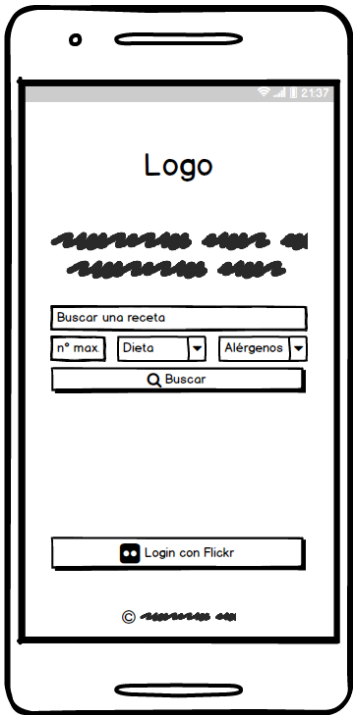 21:37
Logo
Buscar una receta
nº max.
Dieta
Alérgenos
Buscar
Login con Flickr
©